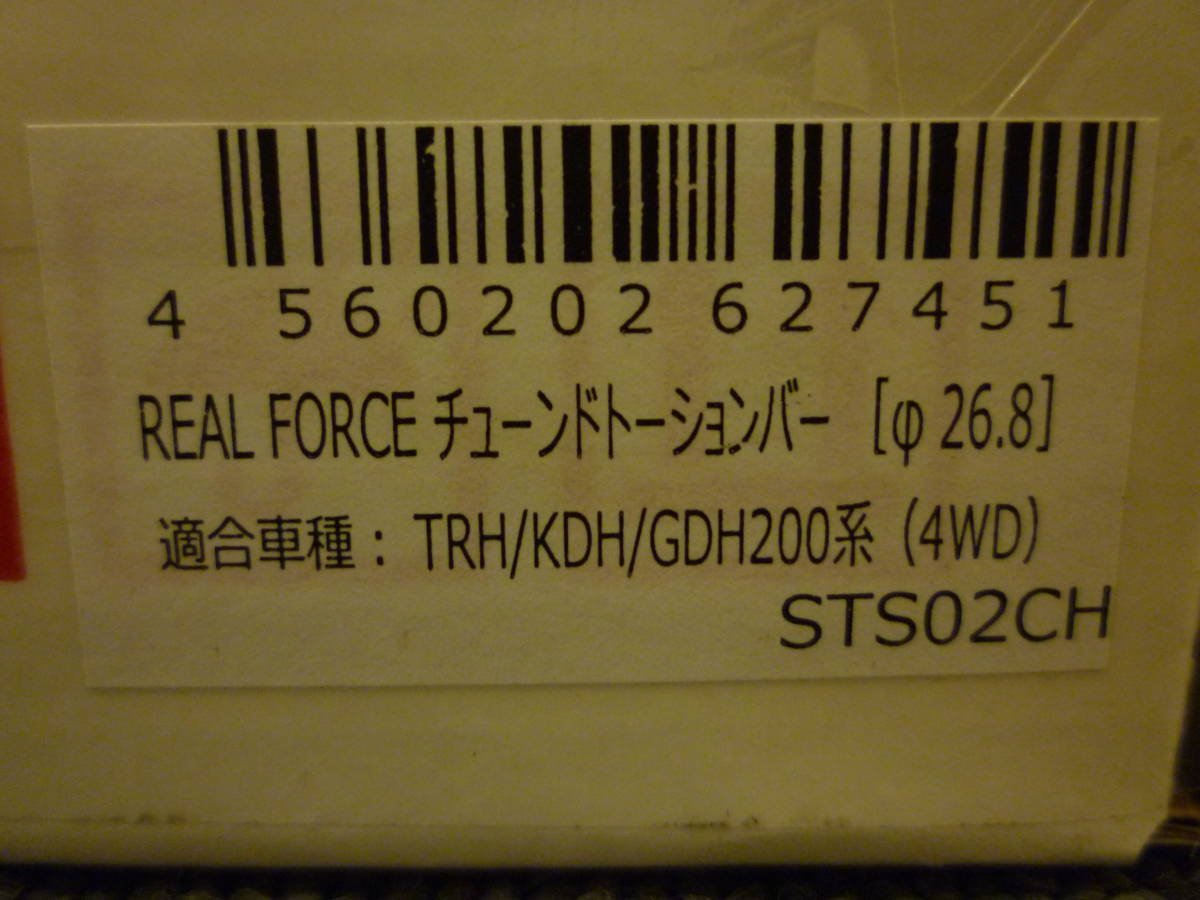 4 560202 627451
REAL FORCE チューンドトーションバー [φ 26.8]
適合車種： TRH/KDH/GDH200系 (4WD)
STS02CH